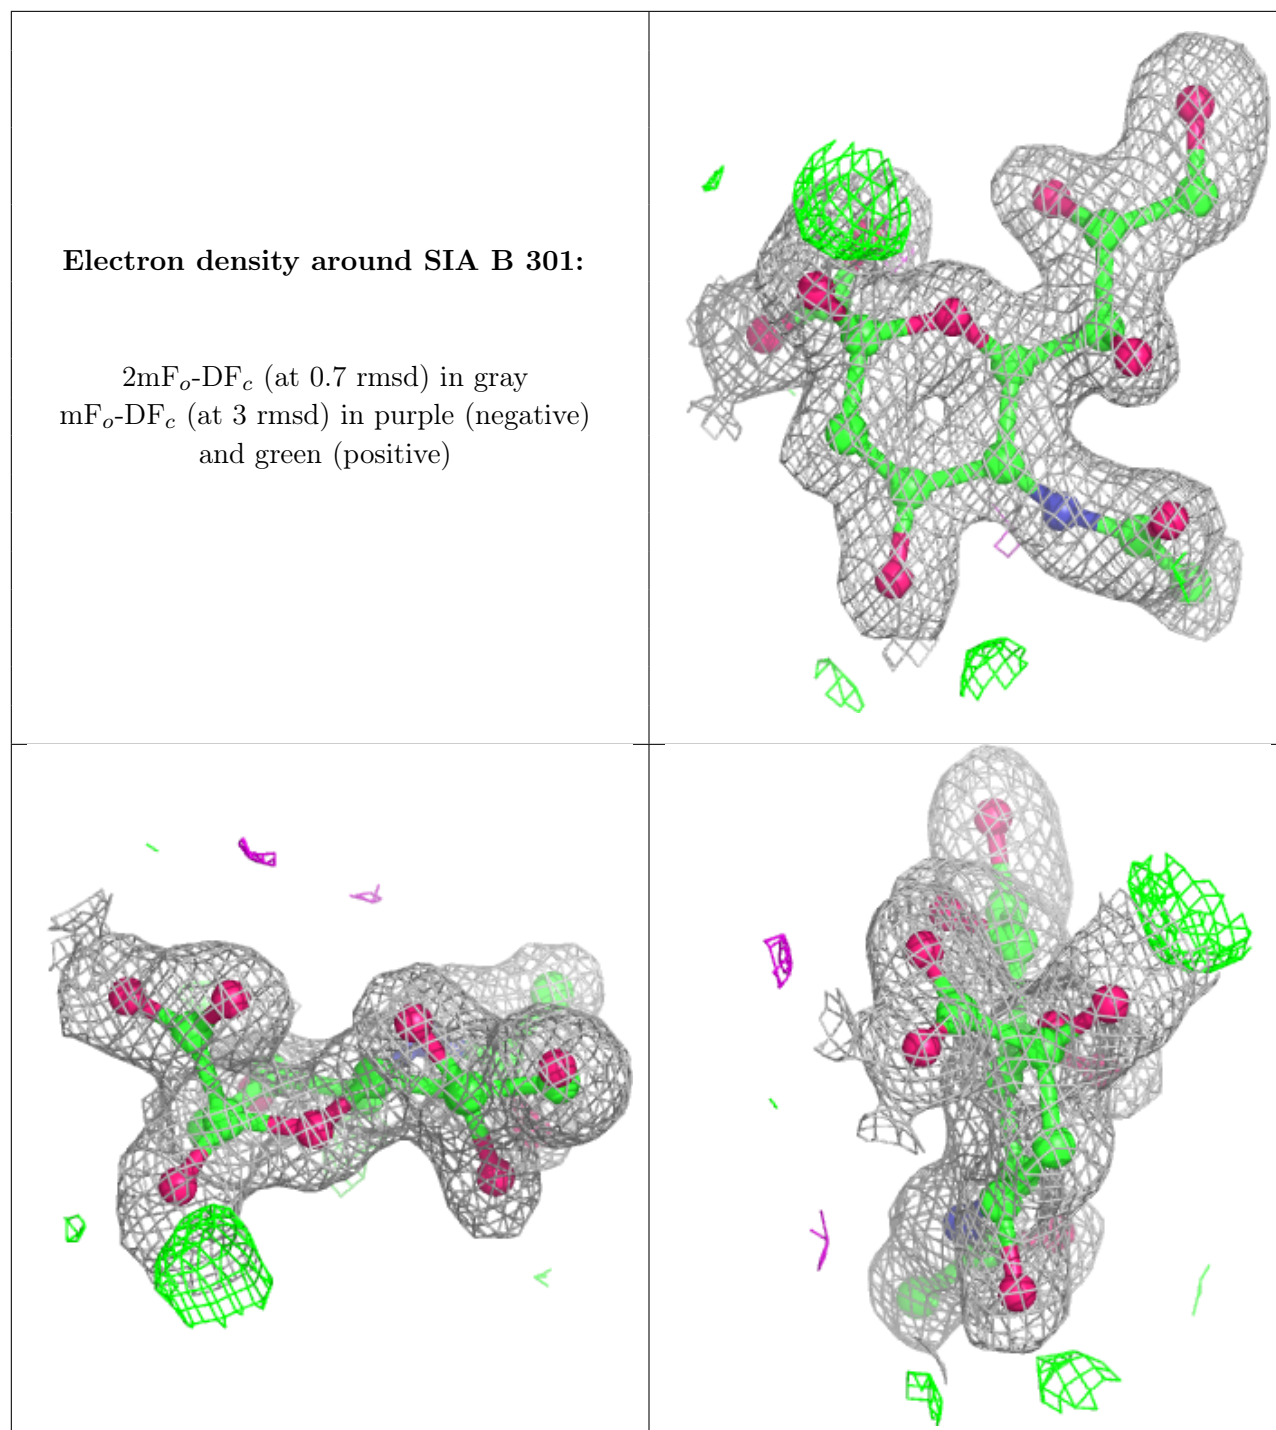 Electron density around SIA B 301:
2mFo-DFc (at 0.7 rmsd) in gray
mFo-DFc (at 3 rmsd) in purple (negative)
and green (positive)